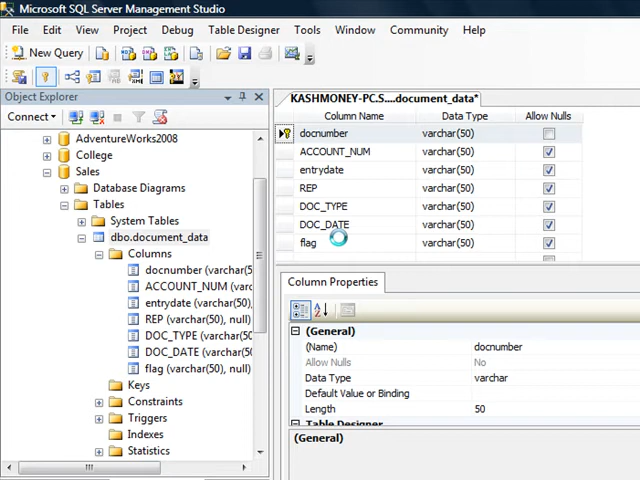 Microsoft SQL Server Management Studio
File Edit View Project Debug Table Designer Tools Window Community Help
New Query
Object Explorer
Connect
AdventureWorks2008
College
Sales
Database Diagrams
Tables
System Tables
dbo.document_data
Columns
docnumber (varchar(5
ACCOUNT_NUM (varc
entrydate (varchar(50),
REP (varchar(50), null)
DOC_TYPE (varchar(50
DOC_DATE (varchar(50
flag (varchar(50), null)
Keys
Constraints
Triggers
Indexes
Statistics
KASHMONEY-PC.S....document_data*
Column Name Data Type Allow Nulls
docnumber varchar(50)
ACCOUNT_NUM varchar(50)
entrydate varchar(50)
REP varchar(50)
DOC_TYPE varchar(50)
DOC_DATE varchar(50)
flag varchar(50)
Column Properties
(General)
(Name) docnumber
Allow Nulls No
Data Type varchar
Default Value or Binding
Length 50
Table Designer
(General)